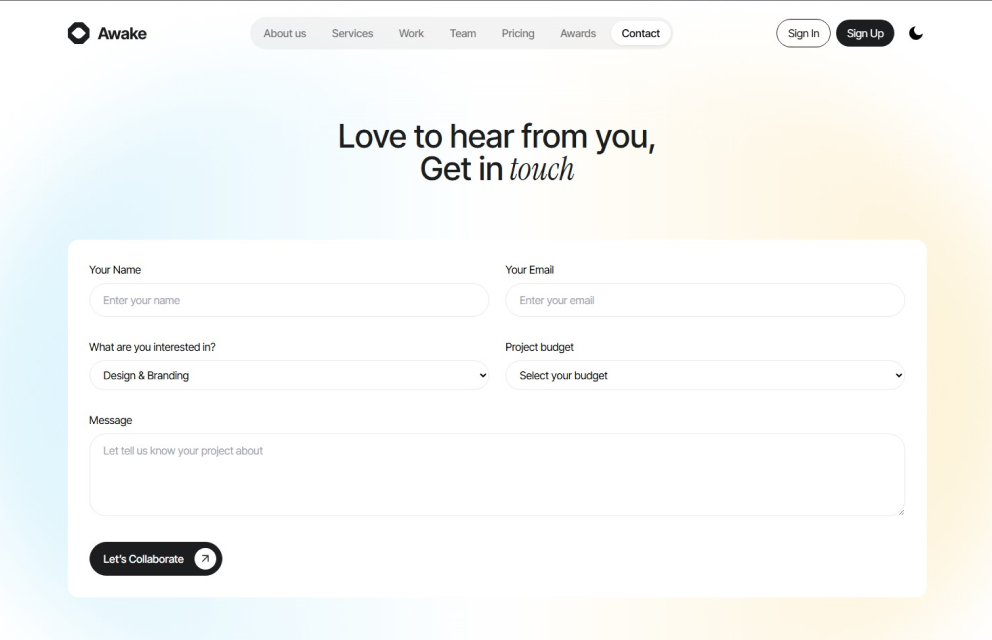 Awake
About us Services Work Team Pricing Awards Contact
Sign In Sign Up
Love to hear from you,
Get in touch
Your Name
Your Email
Enter your name
Enter your email
What are you interested in?
Project budget
Design & Branding
Select your budget
Message
Let tell us know your project about
Let's Collaborate